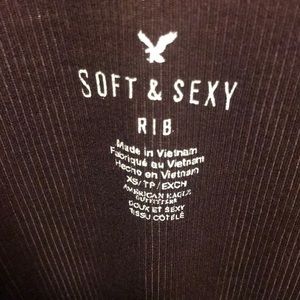 SOFT & SEXY
RIB
Made in Vietnam
Fabriqué au Vietnam
Hecho en Vietnam
XS/TP/EXCH
AMERICAN EAGLE
OUTFITTERS
DOUX ET SEXY
TISSU CÔTELÉ